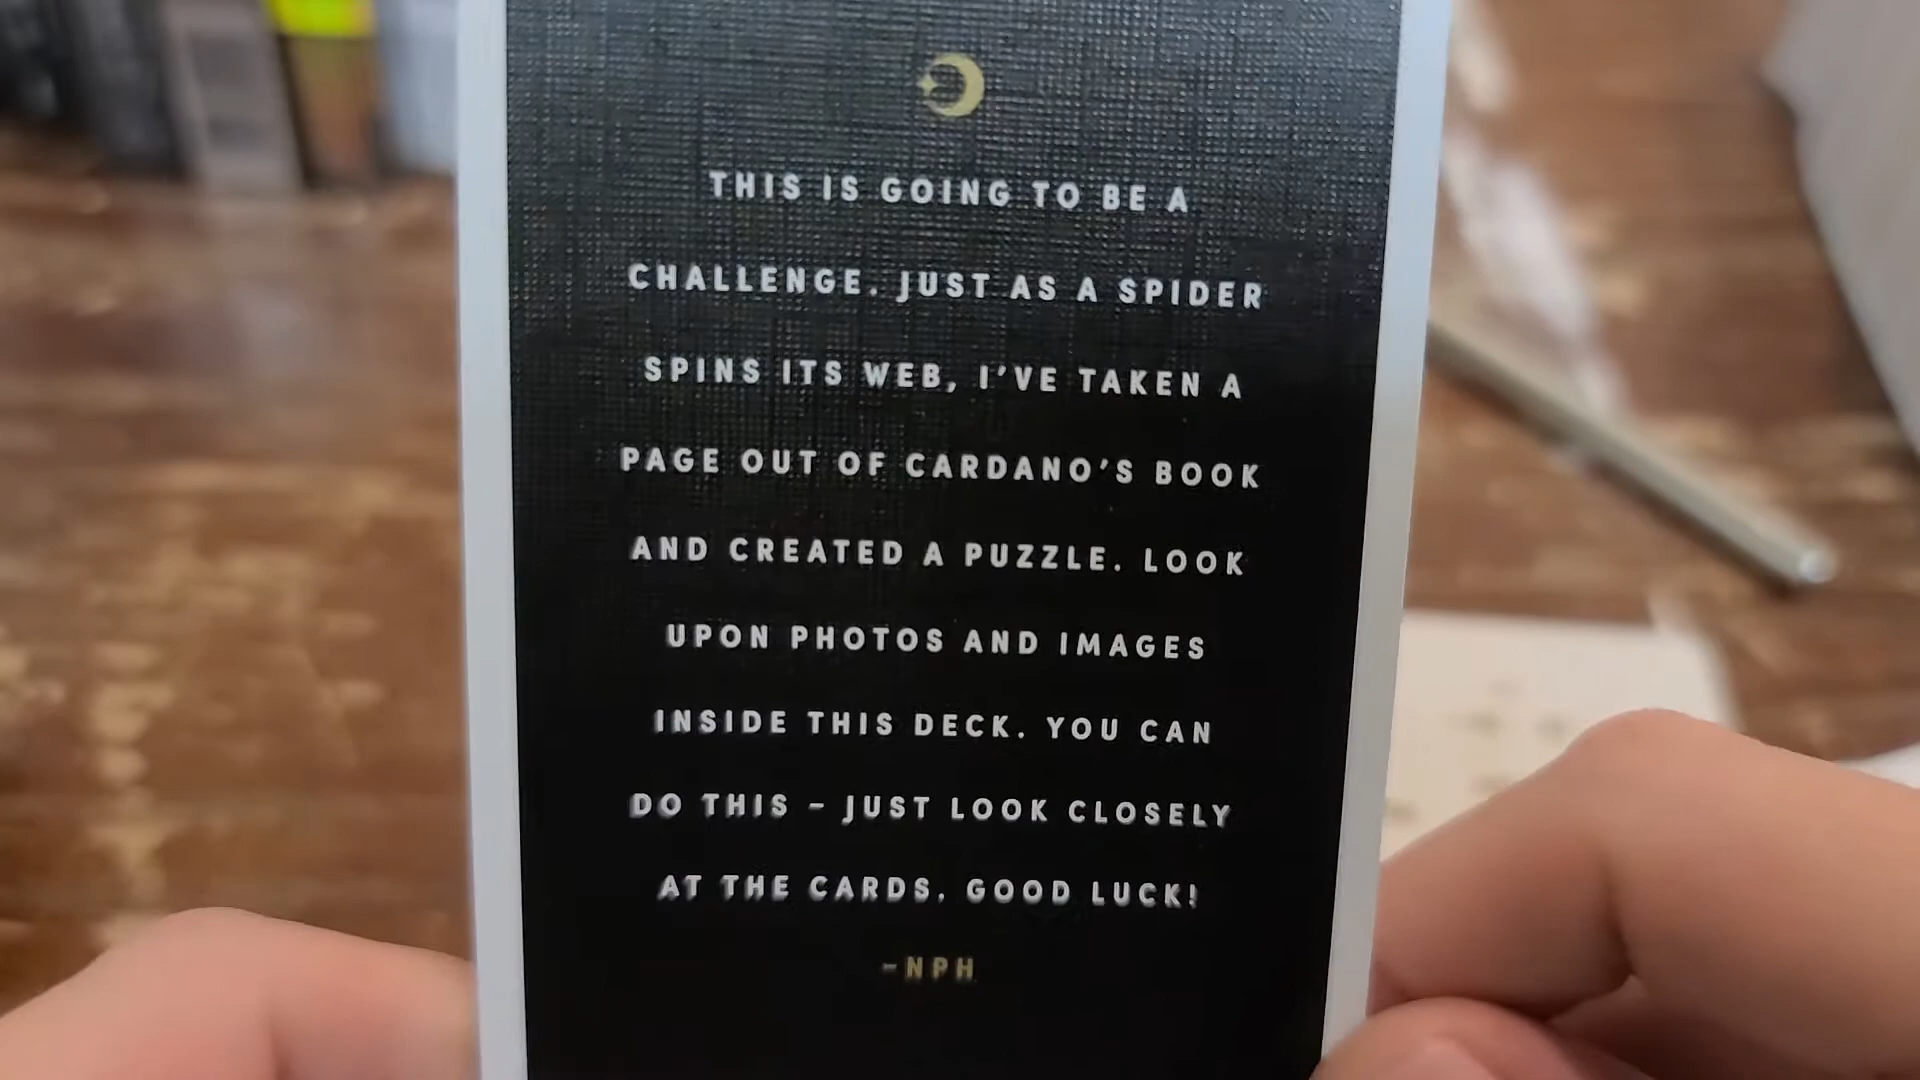 THIS IS GOING TO BE A
CHALLENGE. JUST AS A SPIDER
SPINS ITS WEB, I'VE TAKEN A
PAGE OUT OF CARDANO'S BOOK
AND CREATED A PUZZLE. LOOK
UPON PHOTOS AND IMAGES
INSIDE THIS DECK. YOU CAN
DO THIS – JUST LOOK CLOSELY
AT THE CARDS. GOOD LUCK!
–NPH